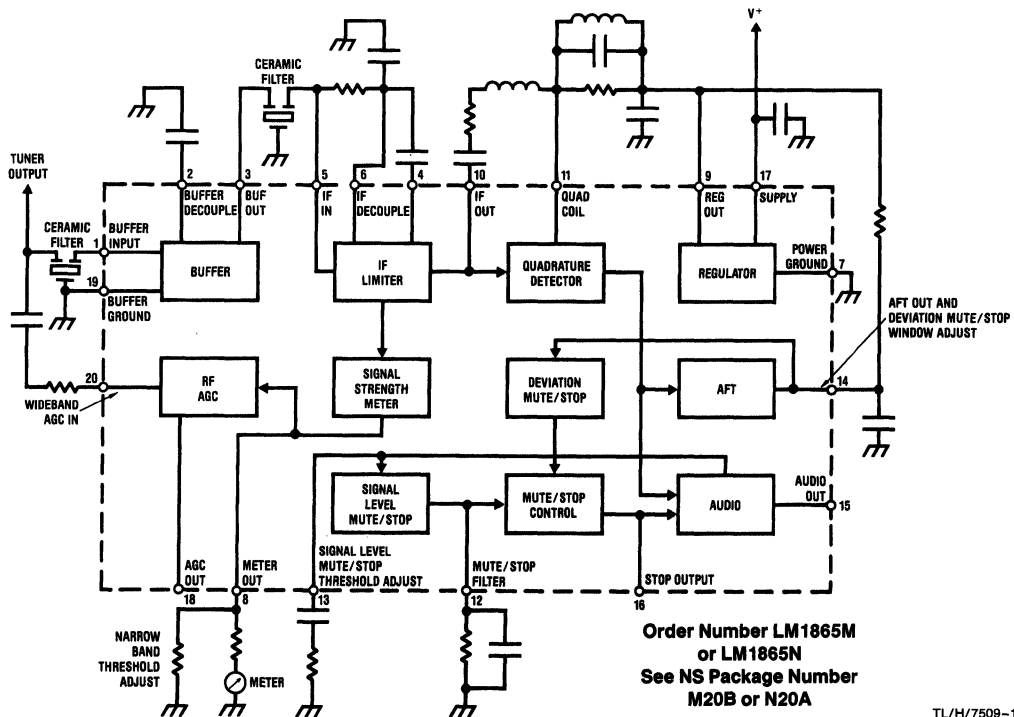 V+
CERAMIC
FILTER
TUNER
OUTPUT
2
3
5
6
4
10
11
9
17
BUFFER
DECOUPLE
BUF
OUT
IF
IN
IF
DECOUPLE
IF
OUT
QUAD
COIL
REG
OUT
SUPPLY
CERAMIC
FILTER
BUFFER
INPUT
1
BUFFER
IF
LIMITER
QUADRATURE
DETECTOR
REGULATOR
POWER
GROUND
7
19
BUFFER
GROUND
AFT OUT AND
DEVIATION MUTE/STOP
WINDOW ADJUST
20
WIDEBAND
AGC IN
RF
AGC
SIGNAL
STRENGTH
METER
DEVIATION
MUTE/STOP
AFT
14
SIGNAL
LEVEL
MUTE/STOP
MUTE/STOP
CONTROL
AUDIO
AUDIO
OUT
15
AGC
OUT
18
METER
OUT
8
SIGNAL LEVEL
MUTE/STOP
THRESHOLD ADJUST
13
MUTE/STOP
FILTER
12
STOP OUTPUT
16
NARROW
BAND
THRESHOLD
ADJUST
METER
Order Number LM1865M
or LM1865N
See NS Package Number
M20B or N20A
TL/H/7509-1